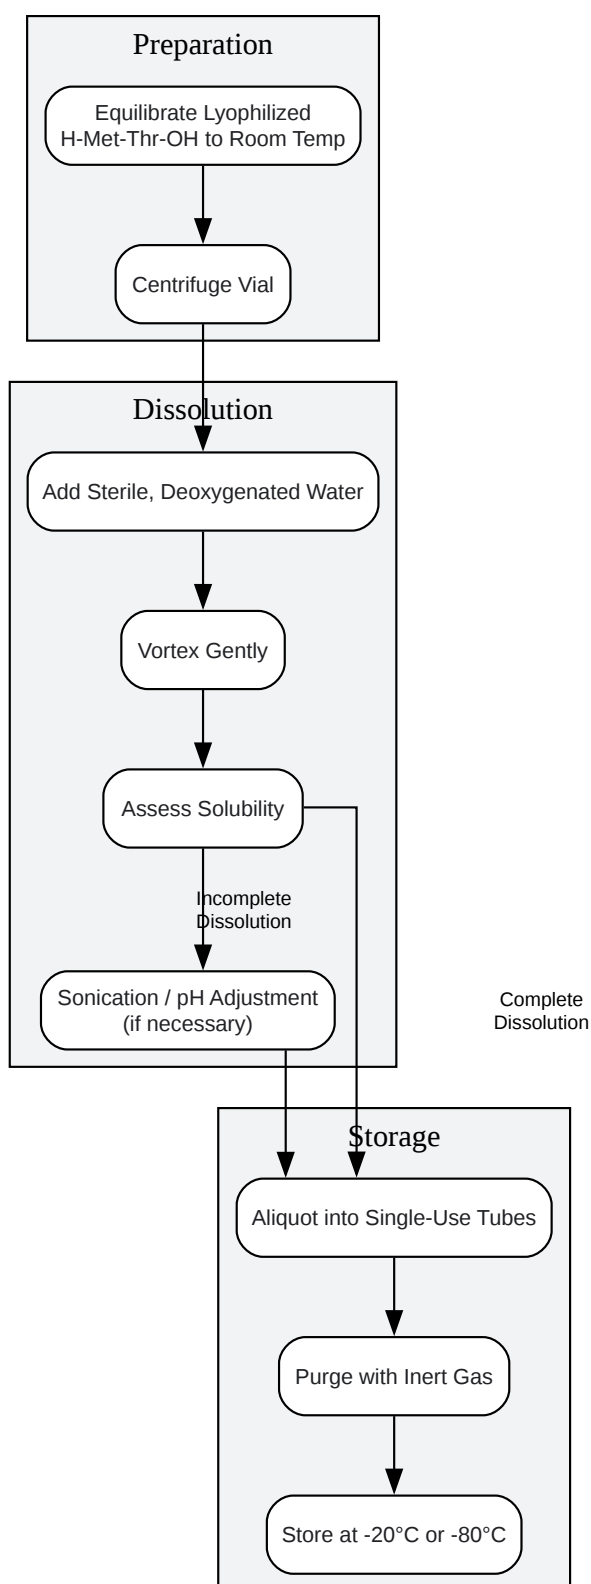 Preparation
Equilibrate Lyophilized
H-Met-Thr-OH to Room Temp
Centrifuge Vial
Dissolution
Add Sterile, Deoxygenated Water
Vortex Gently
Assess Solubility
Incomplete
Dissolution
Sonication / pH Adjustment
(if necessary)
Complete
Dissolution
Storage
Aliquot into Single-Use Tubes
Purge with Inert Gas
Store at -20°C or -80°C